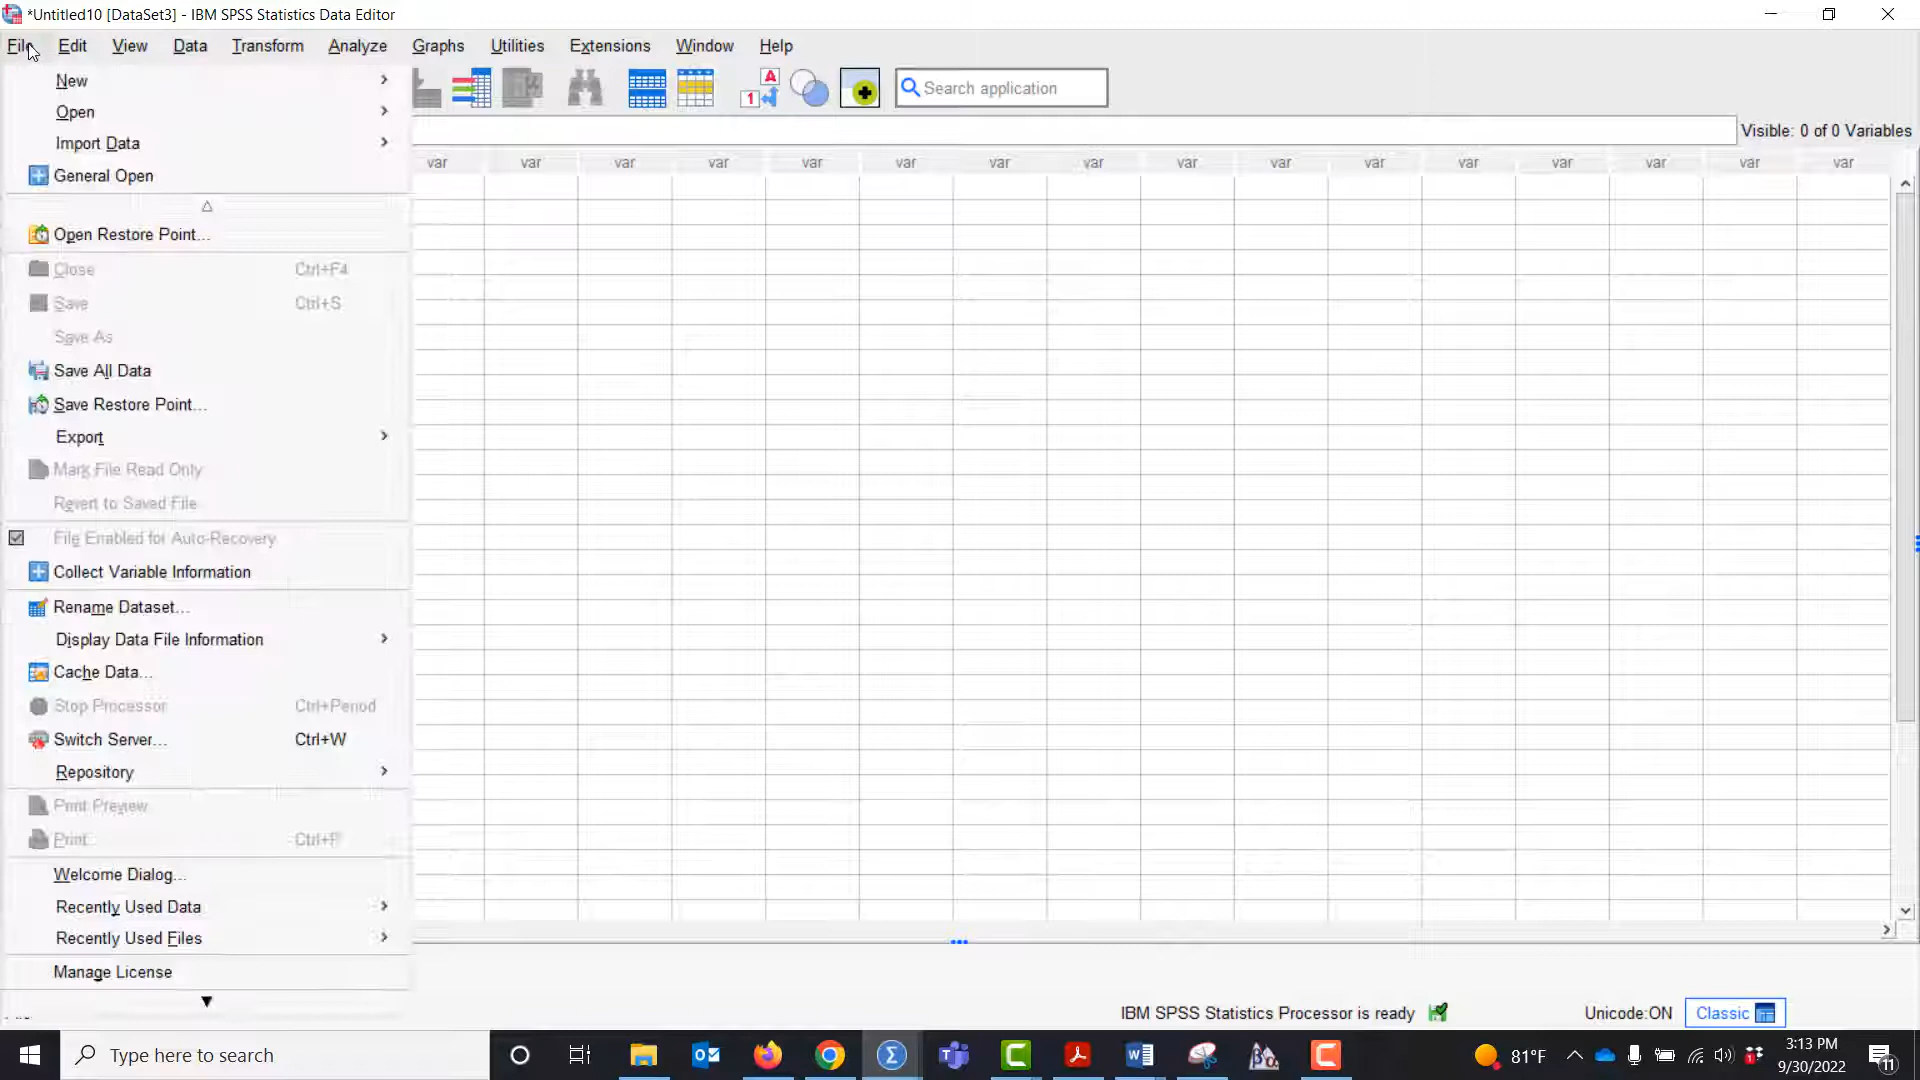 *Untitled10 [DataSet3] - IBM SPSS Statistics Data Editor
File Edit View Data Transform Analyze Graphs Utilities Extensions Window Help
New
Open
Import Data
General Open
Open Restore Point...
Close Ctrl+F4
Save Ctrl+S
Save As
Save All Data
Save Restore Point...
Export
Mark File Read Only
Revert to Saved File
File Enabled for Auto-Recovery
Collect Variable Information
Rename Dataset...
Display Data File Information
Cache Data...
Stop Processor Ctrl+Period
Switch Server... Ctrl+W
Repository
Print Preview
Print... Ctrl+P
Welcome Dialog...
Recently Used Data
Recently Used Files
Manage License
A
1
Search application
Visible: 0 of 0 Variables
var var var var var var var var var var var var var var var var
IBM SPSS Statistics Processor is ready Unicode:ON Classic
Type here to search
81°F
3:13 PM
9/30/2022
11